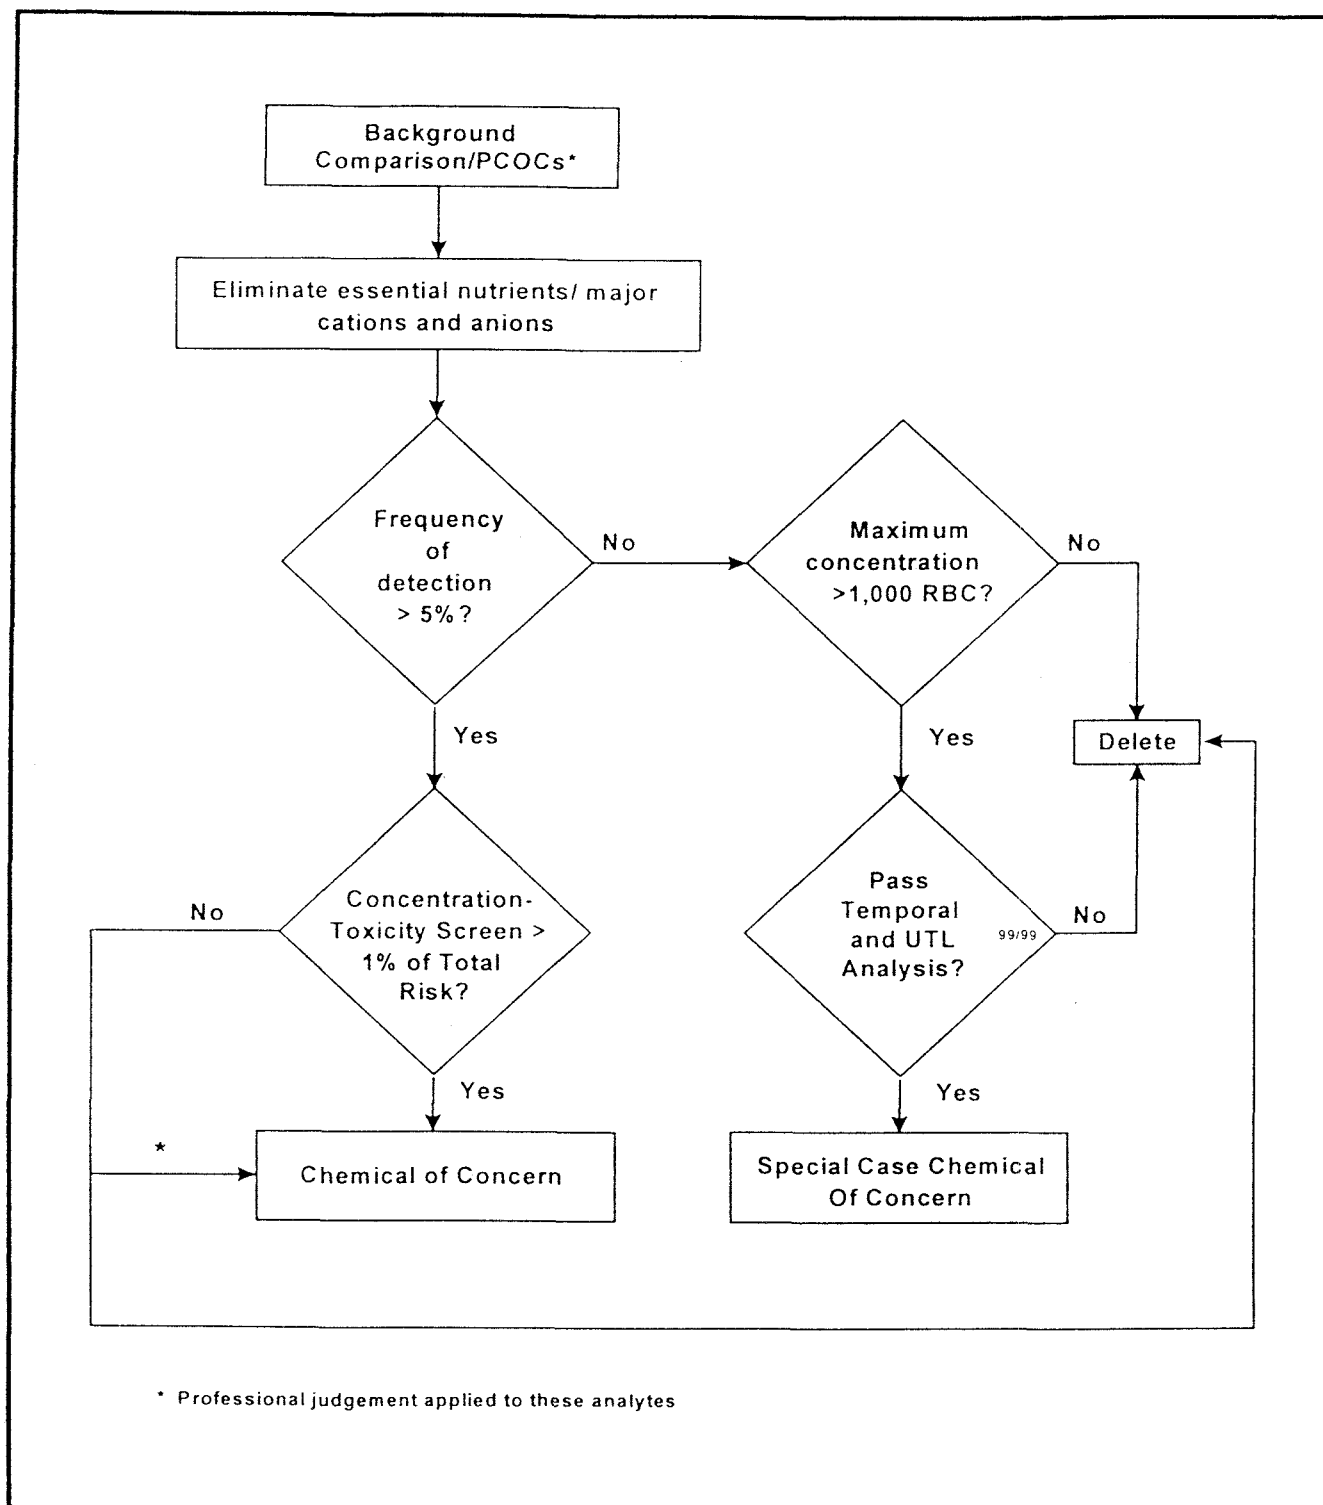 Background
Comparison/PCOCs*
Eliminate essential nutrients/ major
cations and anions
Frequency
of
detection
> 5%?
No
Maximum
concentration
>1,000 RBC?
No
Yes
Yes
Delete
No
Concentration-
Toxicity Screen >
1% of Total
Risk?
Pass
Temporal
and UTL 99/99
Analysis?
No
Yes
Yes
*
Chemical of Concern
Special Case Chemical
Of Concern
* Professional judgement applied to these analytes